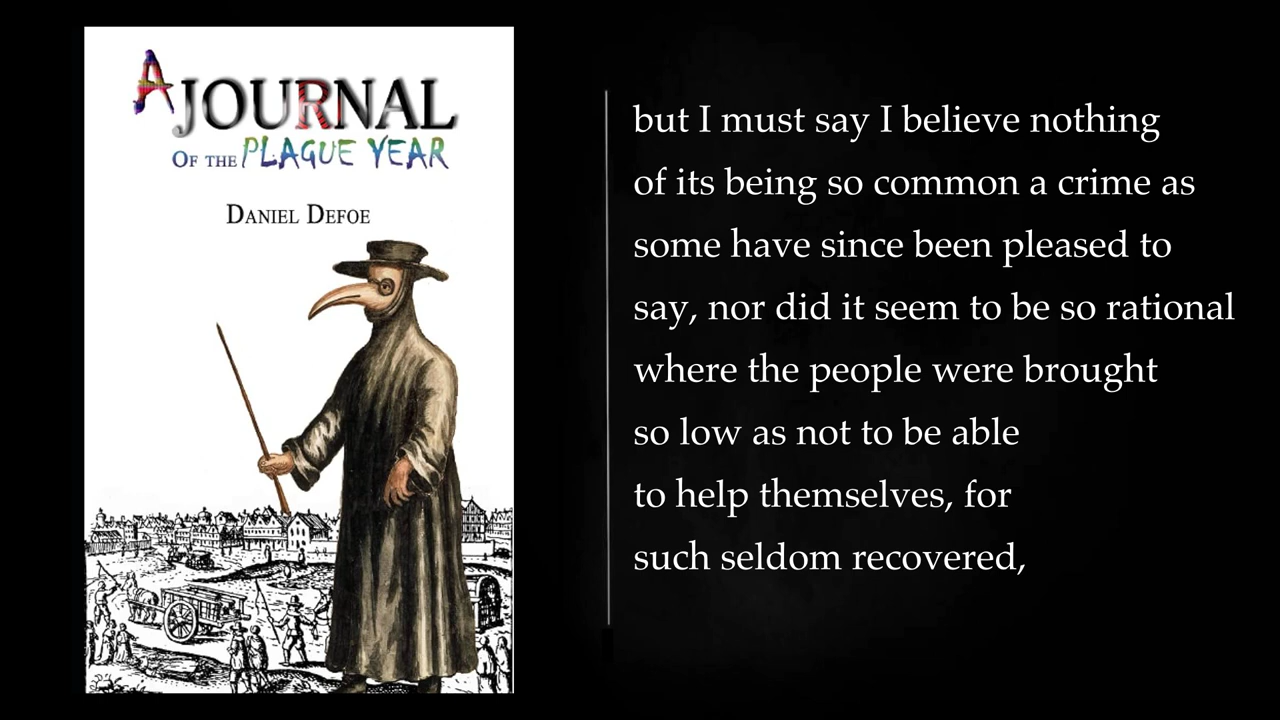 A JOURNAL
OF THE PLAGUE YEAR
DANIEL DEFOE
but I must say I believe nothing
of its being so common a crime as
some have since been pleased to
say, nor did it seem to be so rational
where the people were brought
so low as not to be able
to help themselves, for
such seldom recovered,